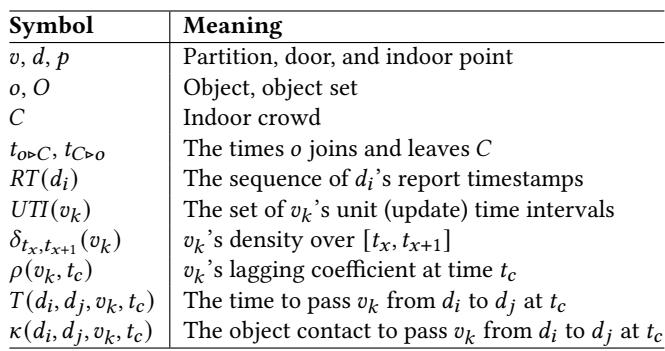 Symbol Meaning
v, d, p Partition, door, and indoor point
o, O Object, object set
C Indoor crowd
t_{o▹C}, t_{C▹o} The times o joins and leaves C
RT(d_i) The sequence of d_i's report timestamps
UTI(v_k) The set of v_k's unit (update) time intervals
δ_{t_x,t_{x+1}}(v_k) v_k's density over [t_x, t_{x+1}]
ρ(v_k, t_c) v_k's lagging coefficient at time t_c
T(d_i, d_j, v_k, t_c) The time to pass v_k from d_i to d_j at t_c
κ(d_i, d_j, v_k, t_c) The object contact to pass v_k from d_i to d_j at t_c